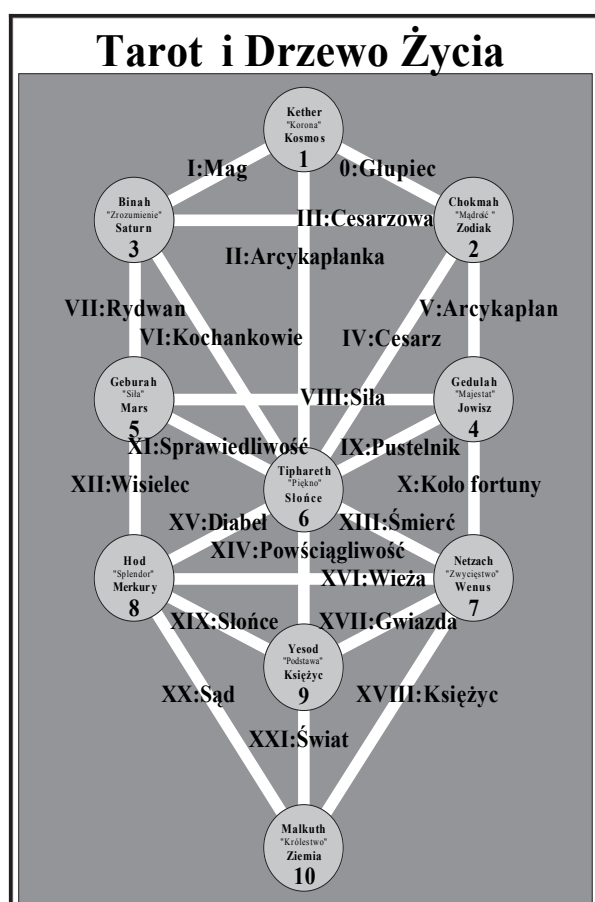 Tarot i Drzewo Życia
Kether
"Korona"
Kosmos
1
I:Mag
0:Głupiec
Binah
"Zrozumienie"
Saturn
3
Chokmah
"Mądrość "
Zodiak
2
III:Cesarzowa
II:Arcykapłanka
VII:Rydwan
V:Arcykapłan
VI:Kochankowie
IV:Cesarz
Geburah
"Siła"
Mars
5
Gedulah
"Majestat"
Jowisz
4
VIII:Siła
XI:Sprawiedliwość
IX:Pustelnik
Tiphareth
"Piękno"
Słońce
6
XII:Wisielec
X:Koło fortuny
XV:Diabeł
XIII:Śmierć
XIV:Powściągliwość
Hod
"Splendor"
Merkury
8
Netzach
"Zwycięstwo"
Wenus
7
XVI:Wieża
XIX:Słońce
XVII:Gwiazda
Yesod
"Podstawa"
Księżyc
9
XX:Sąd
XVIII:Księżyc
XXI:Świat
Malkuth
"Królestwo"
Ziemia
10